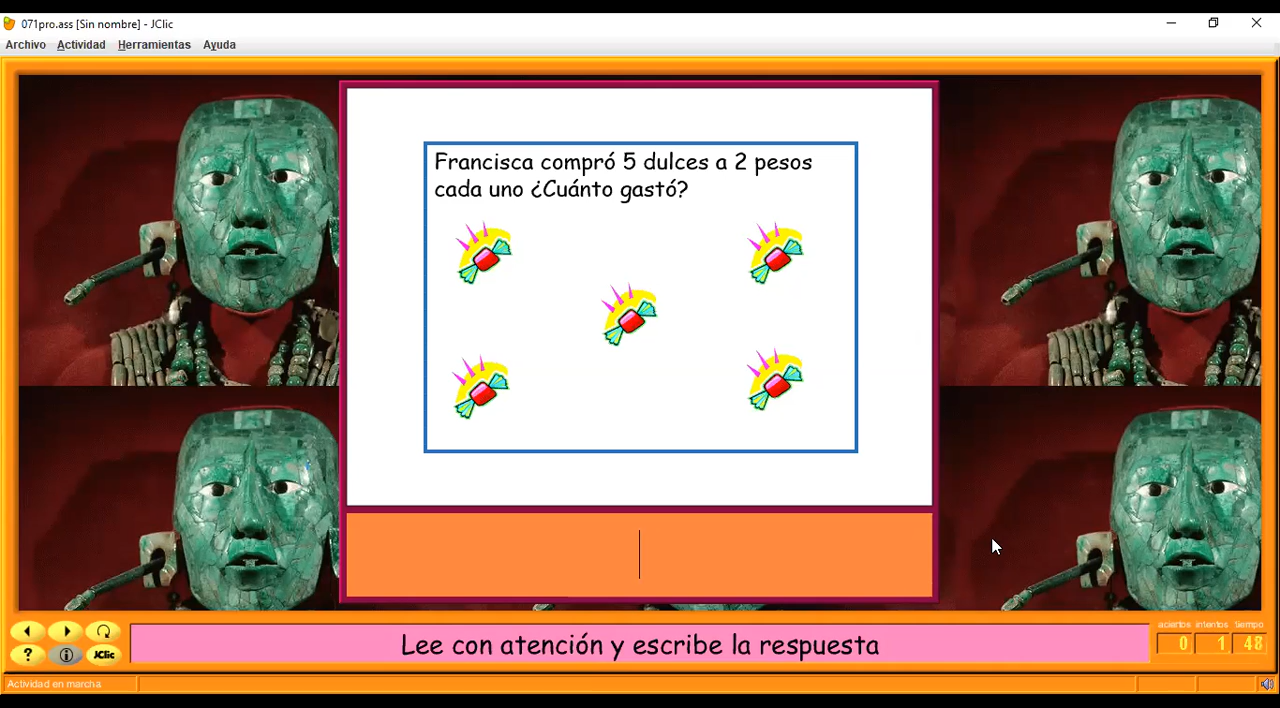 071pro.ass [Sin nombre] - JClic
Archivo Actividad Herramientas Ayuda
Francisca compró 5 dulces a 2 pesos
cada uno ¿Cuánto gastó?
Lee con atención y escribe la respuesta
aciertos intentos tiempo
0 1 48
? i JClic
Actividad en marcha